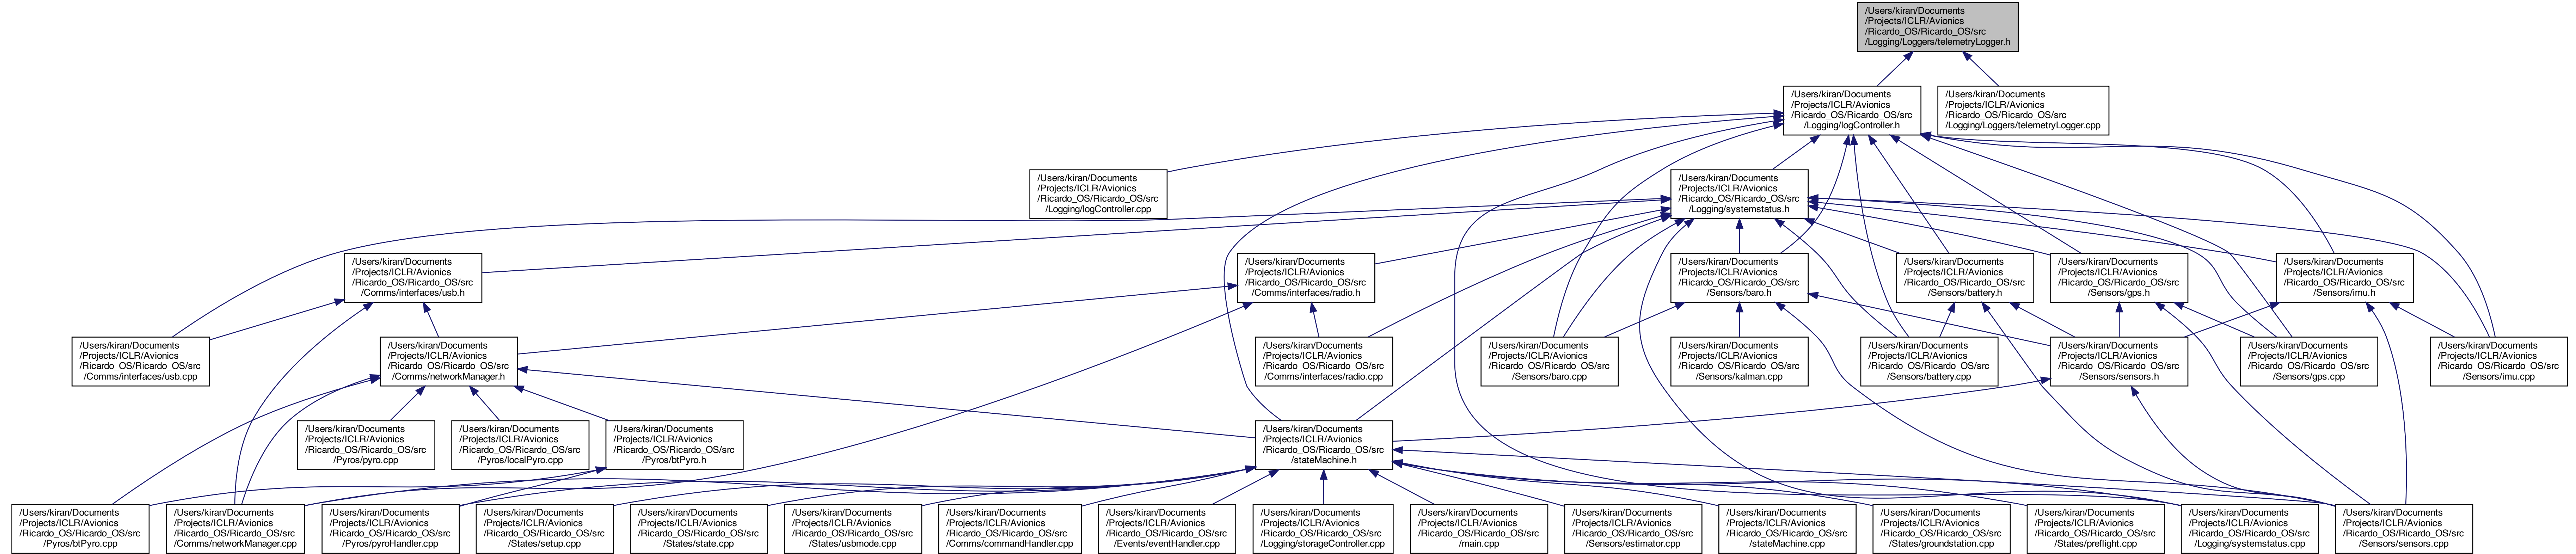 /Users/kiran/Documents
/Projects/ICLR/Avionics
/Ricardo_OS/Ricardo_OS/src
/Logging/Loggers/telemetryLogger.h
/Users/kiran/Documents
/Projects/ICLR/Avionics
/Ricardo_OS/Ricardo_OS/src
/Logging/logController.h
/Users/kiran/Documents
/Projects/ICLR/Avionics
/Ricardo_OS/Ricardo_OS/src
/Logging/Loggers/telemetryLogger.cpp
/Users/kiran/Documents
/Projects/ICLR/Avionics
/Ricardo_OS/Ricardo_OS/src
/Logging/logController.cpp
/Users/kiran/Documents
/Projects/ICLR/Avionics
/Ricardo_OS/Ricardo_OS/src
/Logging/systemstatus.h
/Users/kiran/Documents
/Projects/ICLR/Avionics
/Ricardo_OS/Ricardo_OS/src
/Comms/interfaces/usb.h
/Users/kiran/Documents
/Projects/ICLR/Avionics
/Ricardo_OS/Ricardo_OS/src
/Comms/interfaces/radio.h
/Users/kiran/Documents
/Projects/ICLR/Avionics
/Ricardo_OS/Ricardo_OS/src
/Sensors/baro.h
/Users/kiran/Documents
/Projects/ICLR/Avionics
/Ricardo_OS/Ricardo_OS/src
/Sensors/battery.h
/Users/kiran/Documents
/Projects/ICLR/Avionics
/Ricardo_OS/Ricardo_OS/src
/Sensors/gps.h
/Users/kiran/Documents
/Projects/ICLR/Avionics
/Ricardo_OS/Ricardo_OS/src
/Sensors/imu.h
/Users/kiran/Documents
/Projects/ICLR/Avionics
/Ricardo_OS/Ricardo_OS/src
/Comms/interfaces/usb.cpp
/Users/kiran/Documents
/Projects/ICLR/Avionics
/Ricardo_OS/Ricardo_OS/src
/Comms/networkManager.h
/Users/kiran/Documents
/Projects/ICLR/Avionics
/Ricardo_OS/Ricardo_OS/src
/Comms/interfaces/radio.cpp
/Users/kiran/Documents
/Projects/ICLR/Avionics
/Ricardo_OS/Ricardo_OS/src
/Sensors/baro.cpp
/Users/kiran/Documents
/Projects/ICLR/Avionics
/Ricardo_OS/Ricardo_OS/src
/Sensors/kalman.cpp
/Users/kiran/Documents
/Projects/ICLR/Avionics
/Ricardo_OS/Ricardo_OS/src
/Sensors/battery.cpp
/Users/kiran/Documents
/Projects/ICLR/Avionics
/Ricardo_OS/Ricardo_OS/src
/Sensors/sensors.h
/Users/kiran/Documents
/Projects/ICLR/Avionics
/Ricardo_OS/Ricardo_OS/src
/Sensors/gps.cpp
/Users/kiran/Documents
/Projects/ICLR/Avionics
/Ricardo_OS/Ricardo_OS/src
/Sensors/imu.cpp
/Users/kiran/Documents
/Projects/ICLR/Avionics
/Ricardo_OS/Ricardo_OS/src
/Pyros/pyro.cpp
/Users/kiran/Documents
/Projects/ICLR/Avionics
/Ricardo_OS/Ricardo_OS/src
/Pyros/localPyro.cpp
/Users/kiran/Documents
/Projects/ICLR/Avionics
/Ricardo_OS/Ricardo_OS/src
/Pyros/btPyro.h
/Users/kiran/Documents
/Projects/ICLR/Avionics
/Ricardo_OS/Ricardo_OS/src
/stateMachine.h
/Users/kiran/Documents
/Projects/ICLR/Avionics
/Ricardo_OS/Ricardo_OS/src
/Pyros/btPyro.cpp
/Users/kiran/Documents
/Projects/ICLR/Avionics
/Ricardo_OS/Ricardo_OS/src
/Comms/networkManager.cpp
/Users/kiran/Documents
/Projects/ICLR/Avionics
/Ricardo_OS/Ricardo_OS/src
/Pyros/pyroHandler.cpp
/Users/kiran/Documents
/Projects/ICLR/Avionics
/Ricardo_OS/Ricardo_OS/src
/States/setup.cpp
/Users/kiran/Documents
/Projects/ICLR/Avionics
/Ricardo_OS/Ricardo_OS/src
/States/state.cpp
/Users/kiran/Documents
/Projects/ICLR/Avionics
/Ricardo_OS/Ricardo_OS/src
/States/usbmode.cpp
/Users/kiran/Documents
/Projects/ICLR/Avionics
/Ricardo_OS/Ricardo_OS/src
/Comms/commandHandler.cpp
/Users/kiran/Documents
/Projects/ICLR/Avionics
/Ricardo_OS/Ricardo_OS/src
/Events/eventHandler.cpp
/Users/kiran/Documents
/Projects/ICLR/Avionics
/Ricardo_OS/Ricardo_OS/src
/Logging/storageController.cpp
/Users/kiran/Documents
/Projects/ICLR/Avionics
/Ricardo_OS/Ricardo_OS/src
/main.cpp
/Users/kiran/Documents
/Projects/ICLR/Avionics
/Ricardo_OS/Ricardo_OS/src
/Sensors/estimator.cpp
/Users/kiran/Documents
/Projects/ICLR/Avionics
/Ricardo_OS/Ricardo_OS/src
/stateMachine.cpp
/Users/kiran/Documents
/Projects/ICLR/Avionics
/Ricardo_OS/Ricardo_OS/src
/States/groundstation.cpp
/Users/kiran/Documents
/Projects/ICLR/Avionics
/Ricardo_OS/Ricardo_OS/src
/States/preflight.cpp
/Users/kiran/Documents
/Projects/ICLR/Avionics
/Ricardo_OS/Ricardo_OS/src
/Logging/systemstatus.cpp
/Users/kiran/Documents
/Projects/ICLR/Avionics
/Ricardo_OS/Ricardo_OS/src
/Sensors/sensors.cpp